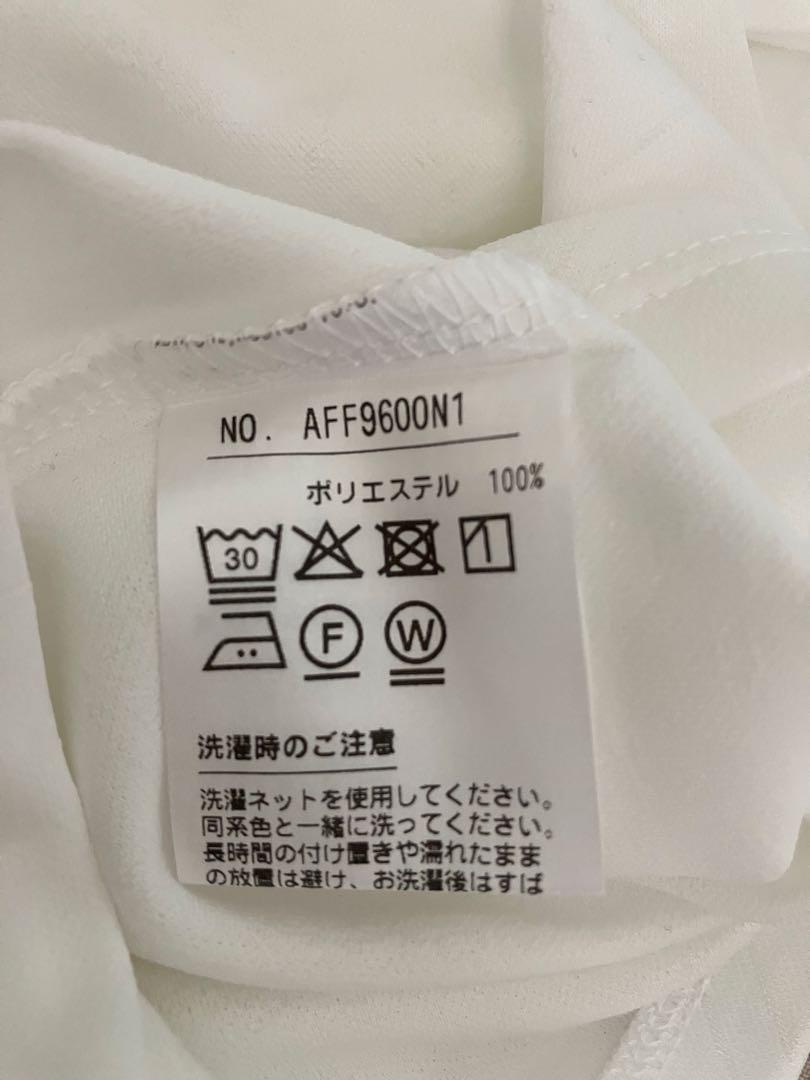 NO. AFF9600N1
ポリエステル 100%
30
F W
洗濯時のご注意
洗濯ネットを使用してください。
同系色と一緒に洗ってください。
長時間の付け置きや濡れたまま
の放置は避け、お洗濯後はすば